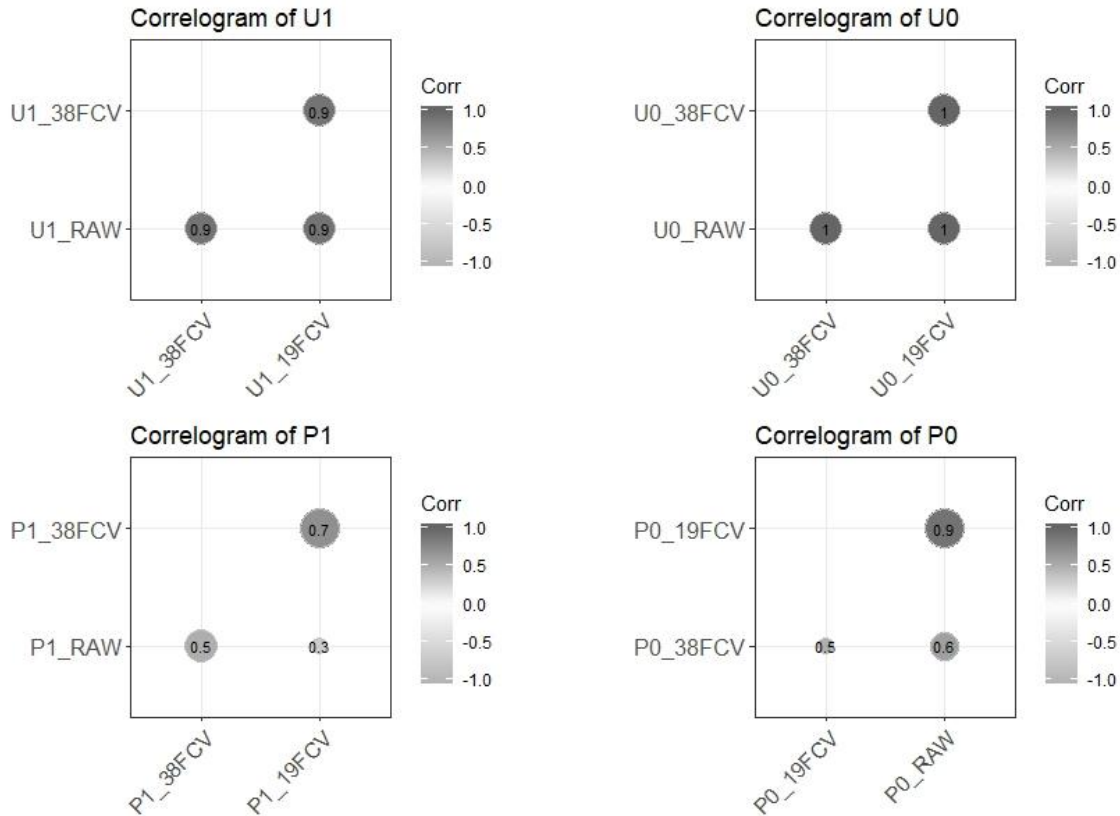 Correlogram of U1
U1_38FCV
U1_RAW
0.9
0.9
0.9
U1_38FCV
U1_19FCV
Corr
1.0
0.5
0.0
-0.5
-1.0
Correlogram of U0
U0_38FCV
U0_RAW
1
1
1
U0_38FCV
U0_19FCV
Corr
1.0
0.5
0.0
-0.5
-1.0
Correlogram of P1
P1_38FCV
P1_RAW
0.7
0.5
0.3
P1_38FCV
P1_19FCV
Corr
1.0
0.5
0.0
-0.5
-1.0
Correlogram of P0
P0_19FCV
P0_38FCV
0.9
0.5
0.6
P0_19FCV
P0_RAW
Corr
1.0
0.5
0.0
-0.5
-1.0